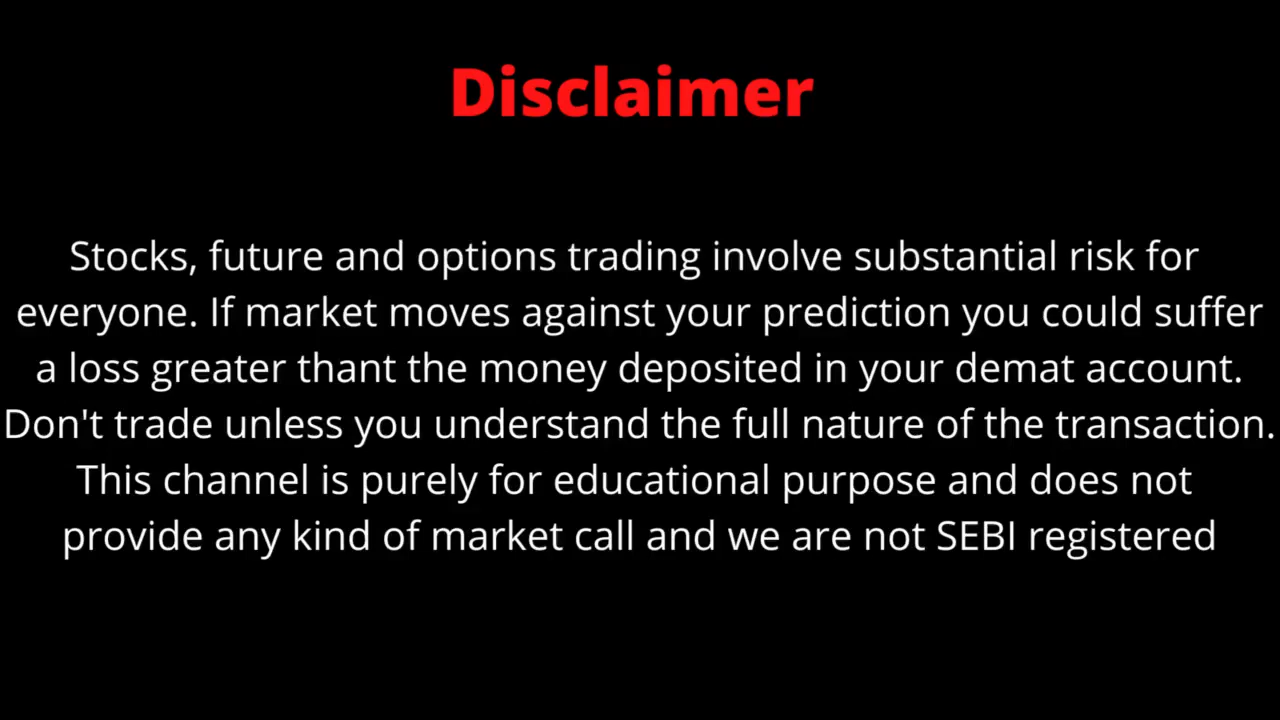 Disclaimer
Stocks, future and options trading involve substantial risk for
everyone. If market moves against your prediction you could suffer
a loss greater thant the money deposited in your demat account.
Don't trade unless you understand the full nature of the transaction.
This channel is purely for educational purpose and does not
provide any kind of market call and we are not SEBI registered